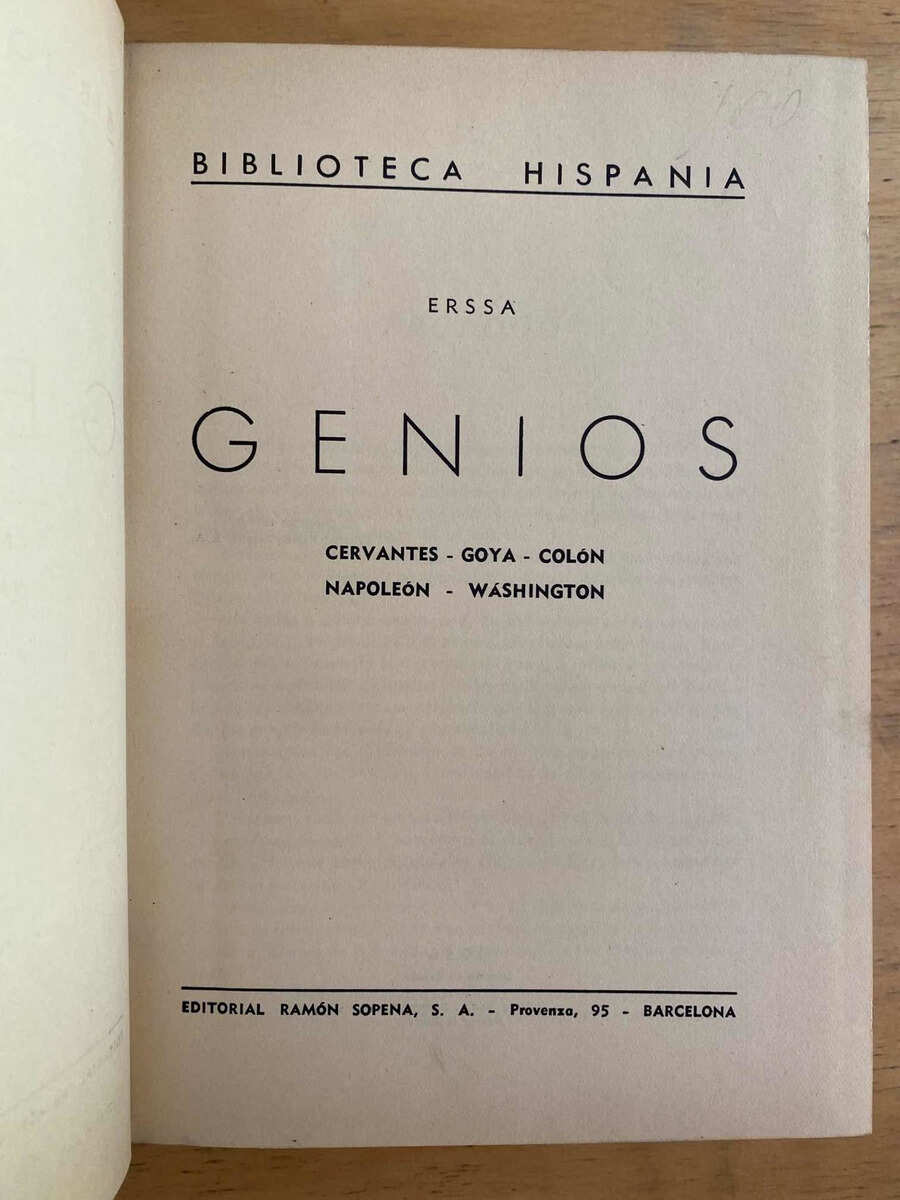 BIBLIOTECA HISPANIA
ERSSA
GENIOS
CERVANTES - GOYA - COLÓN
NAPOLEÓN - WÁSHINGTON
EDITORIAL RAMÓN SOPENA, S. A. - Provenza, 95 - BARCELONA